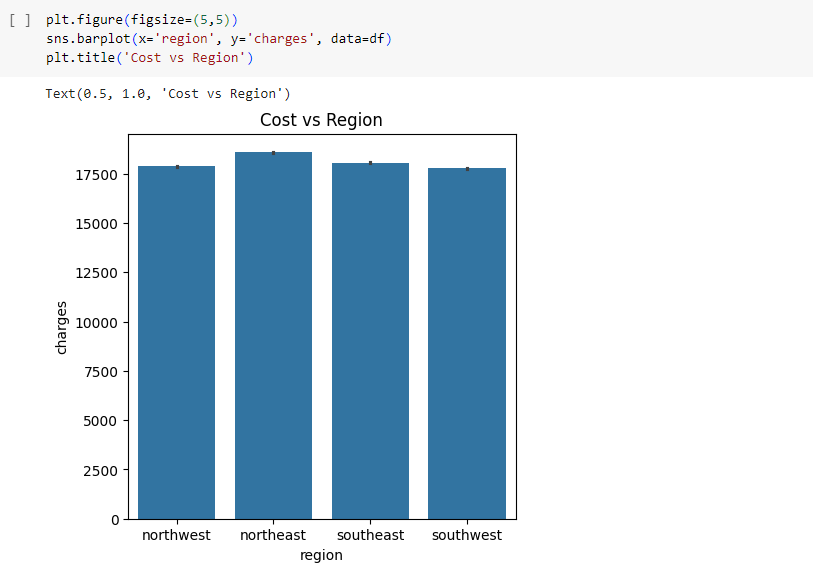 [ ] plt.figure(figsize=(5,5))
sns.barplot(x='region', y='charges', data=df)
plt.title('Cost vs Region')
Text(0.5, 1.0, 'Cost vs Region')
Cost vs Region
17500
15000
12500
10000
7500
5000
2500
0
charges
northwest northeast southeast southwest
region